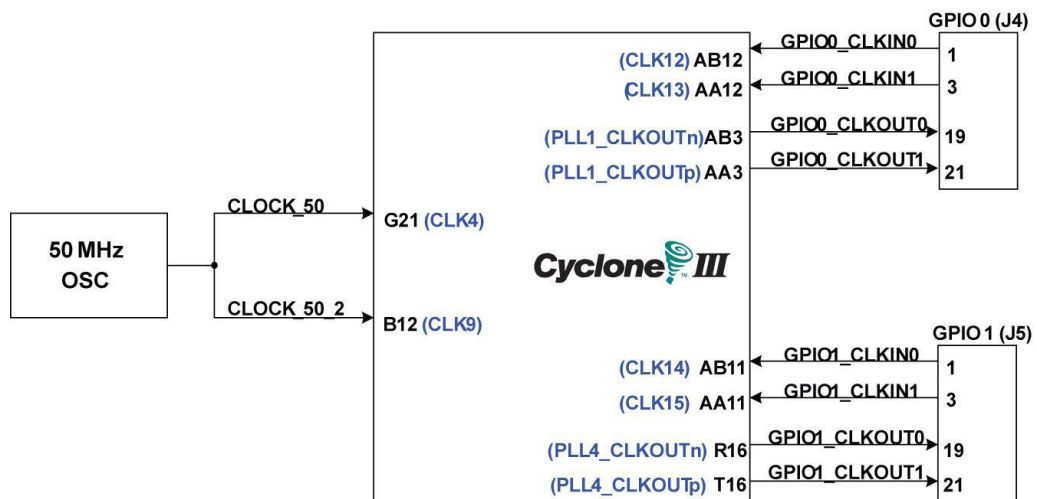 GPIO 0 (J4)
(CLK12) AB12 GPIO0_CLKIN0 1
(CLK13) AA12 GPIO0_CLKIN1 3
(PLL1_CLKOUTn)AB3 GPIO0_CLKOUT0 19
(PLL1_CLKOUTp) AA3 GPIO0_CLKOUT1 21
50 MHz
OSC
CLOCK_50 G21 (CLK4)
Cyclone III
™
CLOCK_50_2 B12 (CLK9)
GPIO 1 (J5)
(CLK14) AB11 GPIO1_CLKIN0 1
(CLK15) AA11 GPIO1_CLKIN1 3
(PLL4_CLKOUTn) R16 GPIO1_CLKOUT0 19
(PLL4_CLKOUTp) T16 GPIO1_CLKOUT1 21